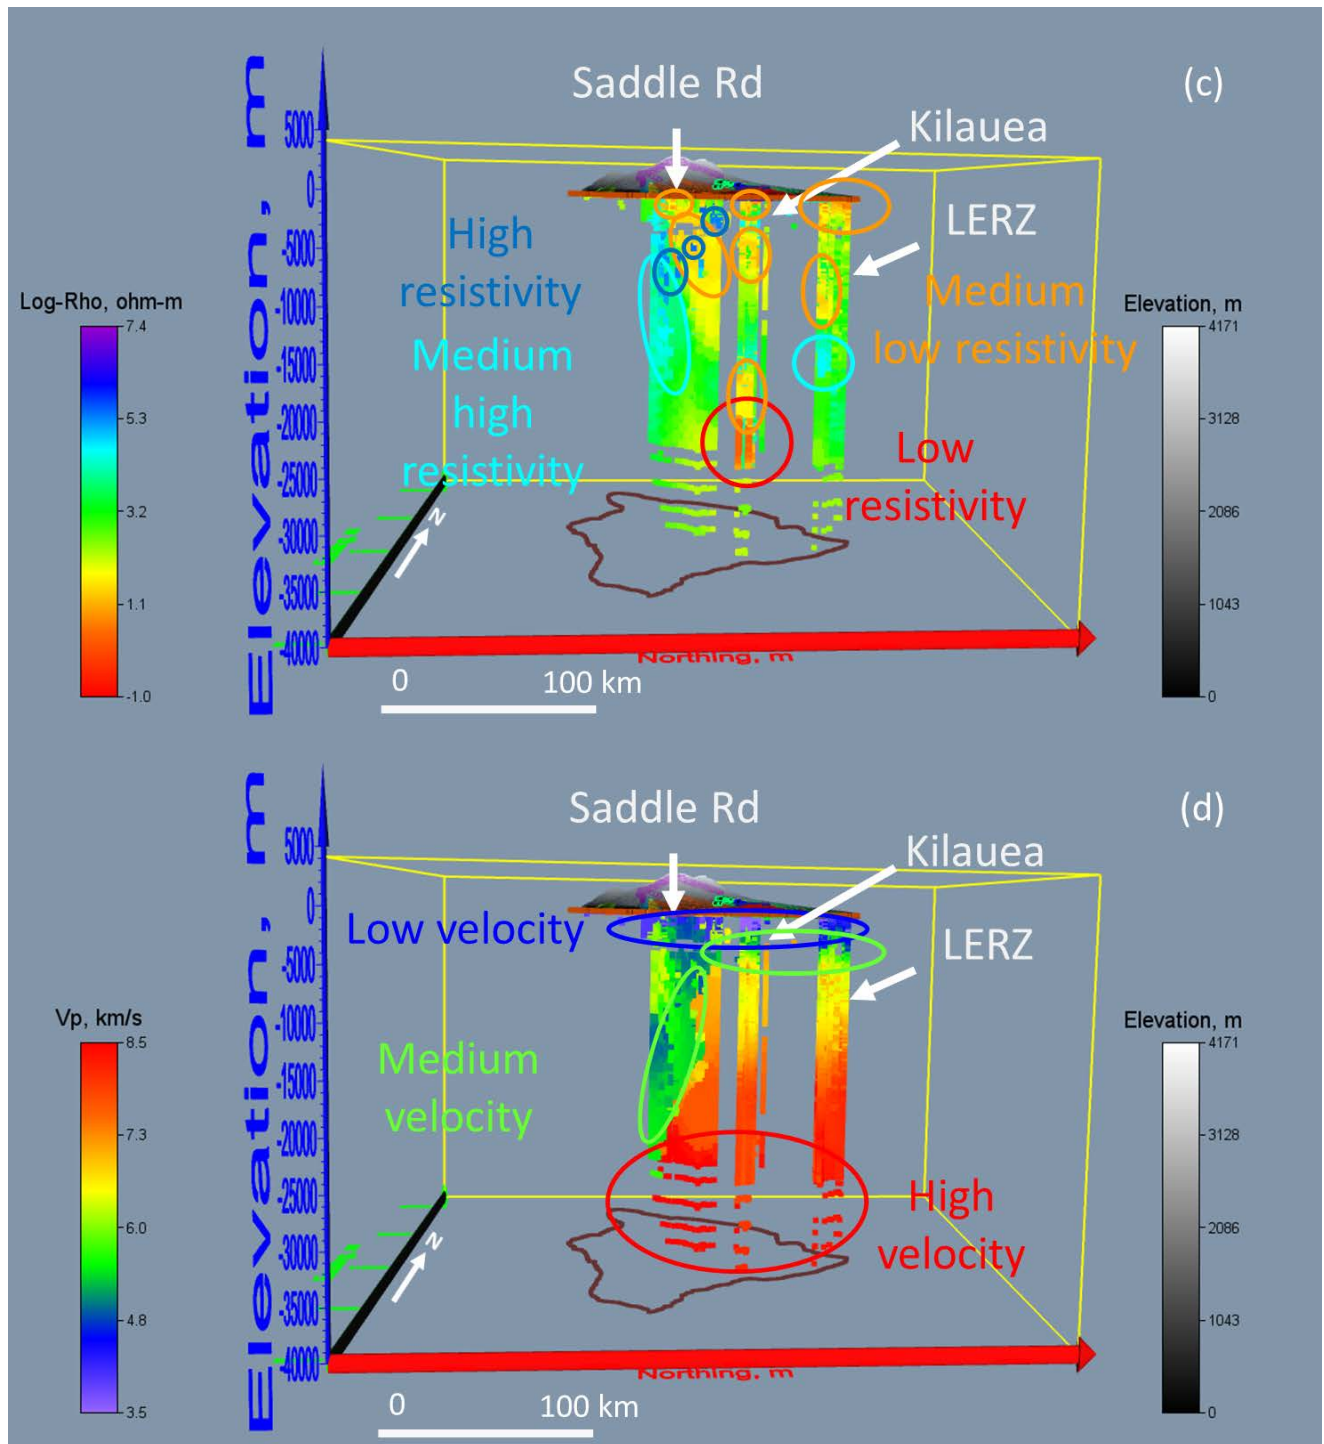 Saddle Rd
(c)
Kilauea
LERZ
High
resistivity
Medium
high
resistivity
Medium
low resistivity
Low
resistivity
Log-Rho, ohm-m
7.4
5.3
3.2
1.1
-1.0
Elevation, m
5000
0
-5000
-10000
-15000
-20000
-25000
-30000
-35000
-40000
N
Northing, m
0
100 km
Elevation, m
4171
3128
2086
1043
0
Saddle Rd
(d)
Kilauea
LERZ
Low velocity
Medium
velocity
High
velocity
Vp, km/s
8.5
7.3
6.0
4.8
3.5
Elevation, m
5000
0
-5000
-10000
-15000
-20000
-25000
-30000
-35000
-40000
N
Northing, m
0
100 km
Elevation, m
4171
3128
2086
1043
0